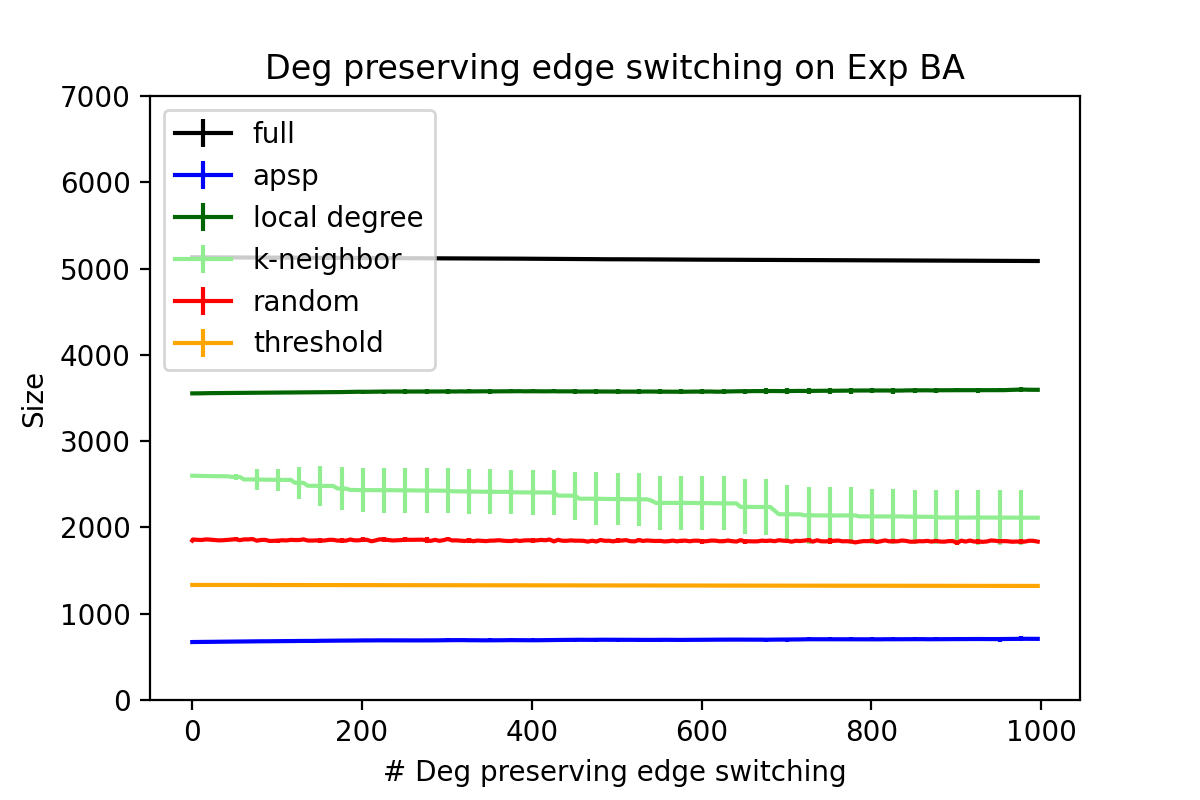 Deg preserving edge switching on Exp BA
7000
6000
5000
4000
3000
2000
1000
0
Size
full
apsp
local degree
k-neighbor
random
threshold
0
200
400
600
800
1000
# Deg preserving edge switching